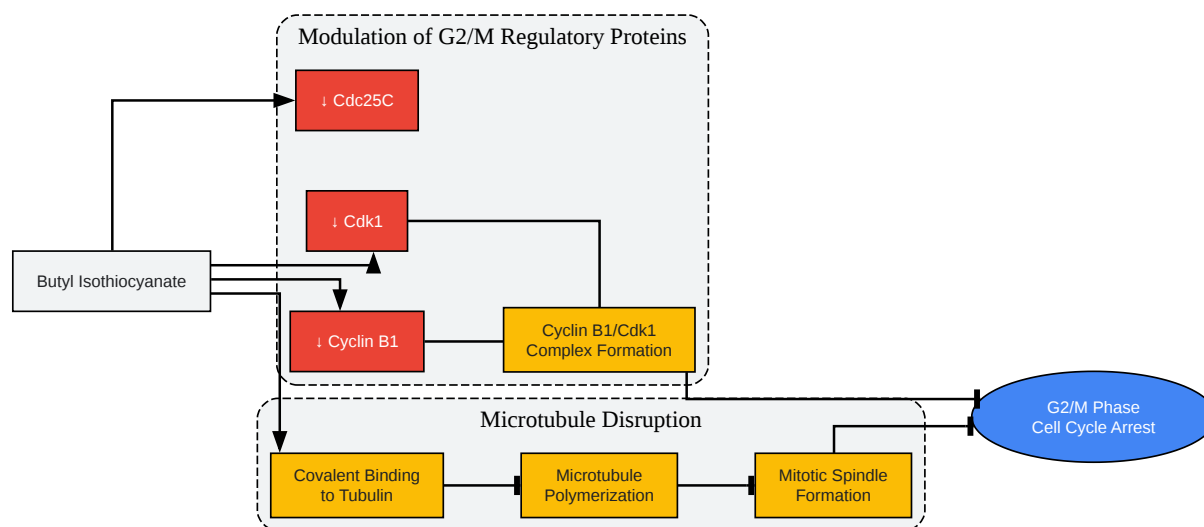 Modulation of G2/M Regulatory Proteins
↓ Cdc25C
↓ Cdk1
Butyl Isothiocyanate
↓ Cyclin B1
Cyclin B1/Cdk1
Complex Formation
G2/M Phase
Cell Cycle Arrest
Microtubule Disruption
Covalent Binding
to Tubulin
Microtubule
Polymerization
Mitotic Spindle
Formation